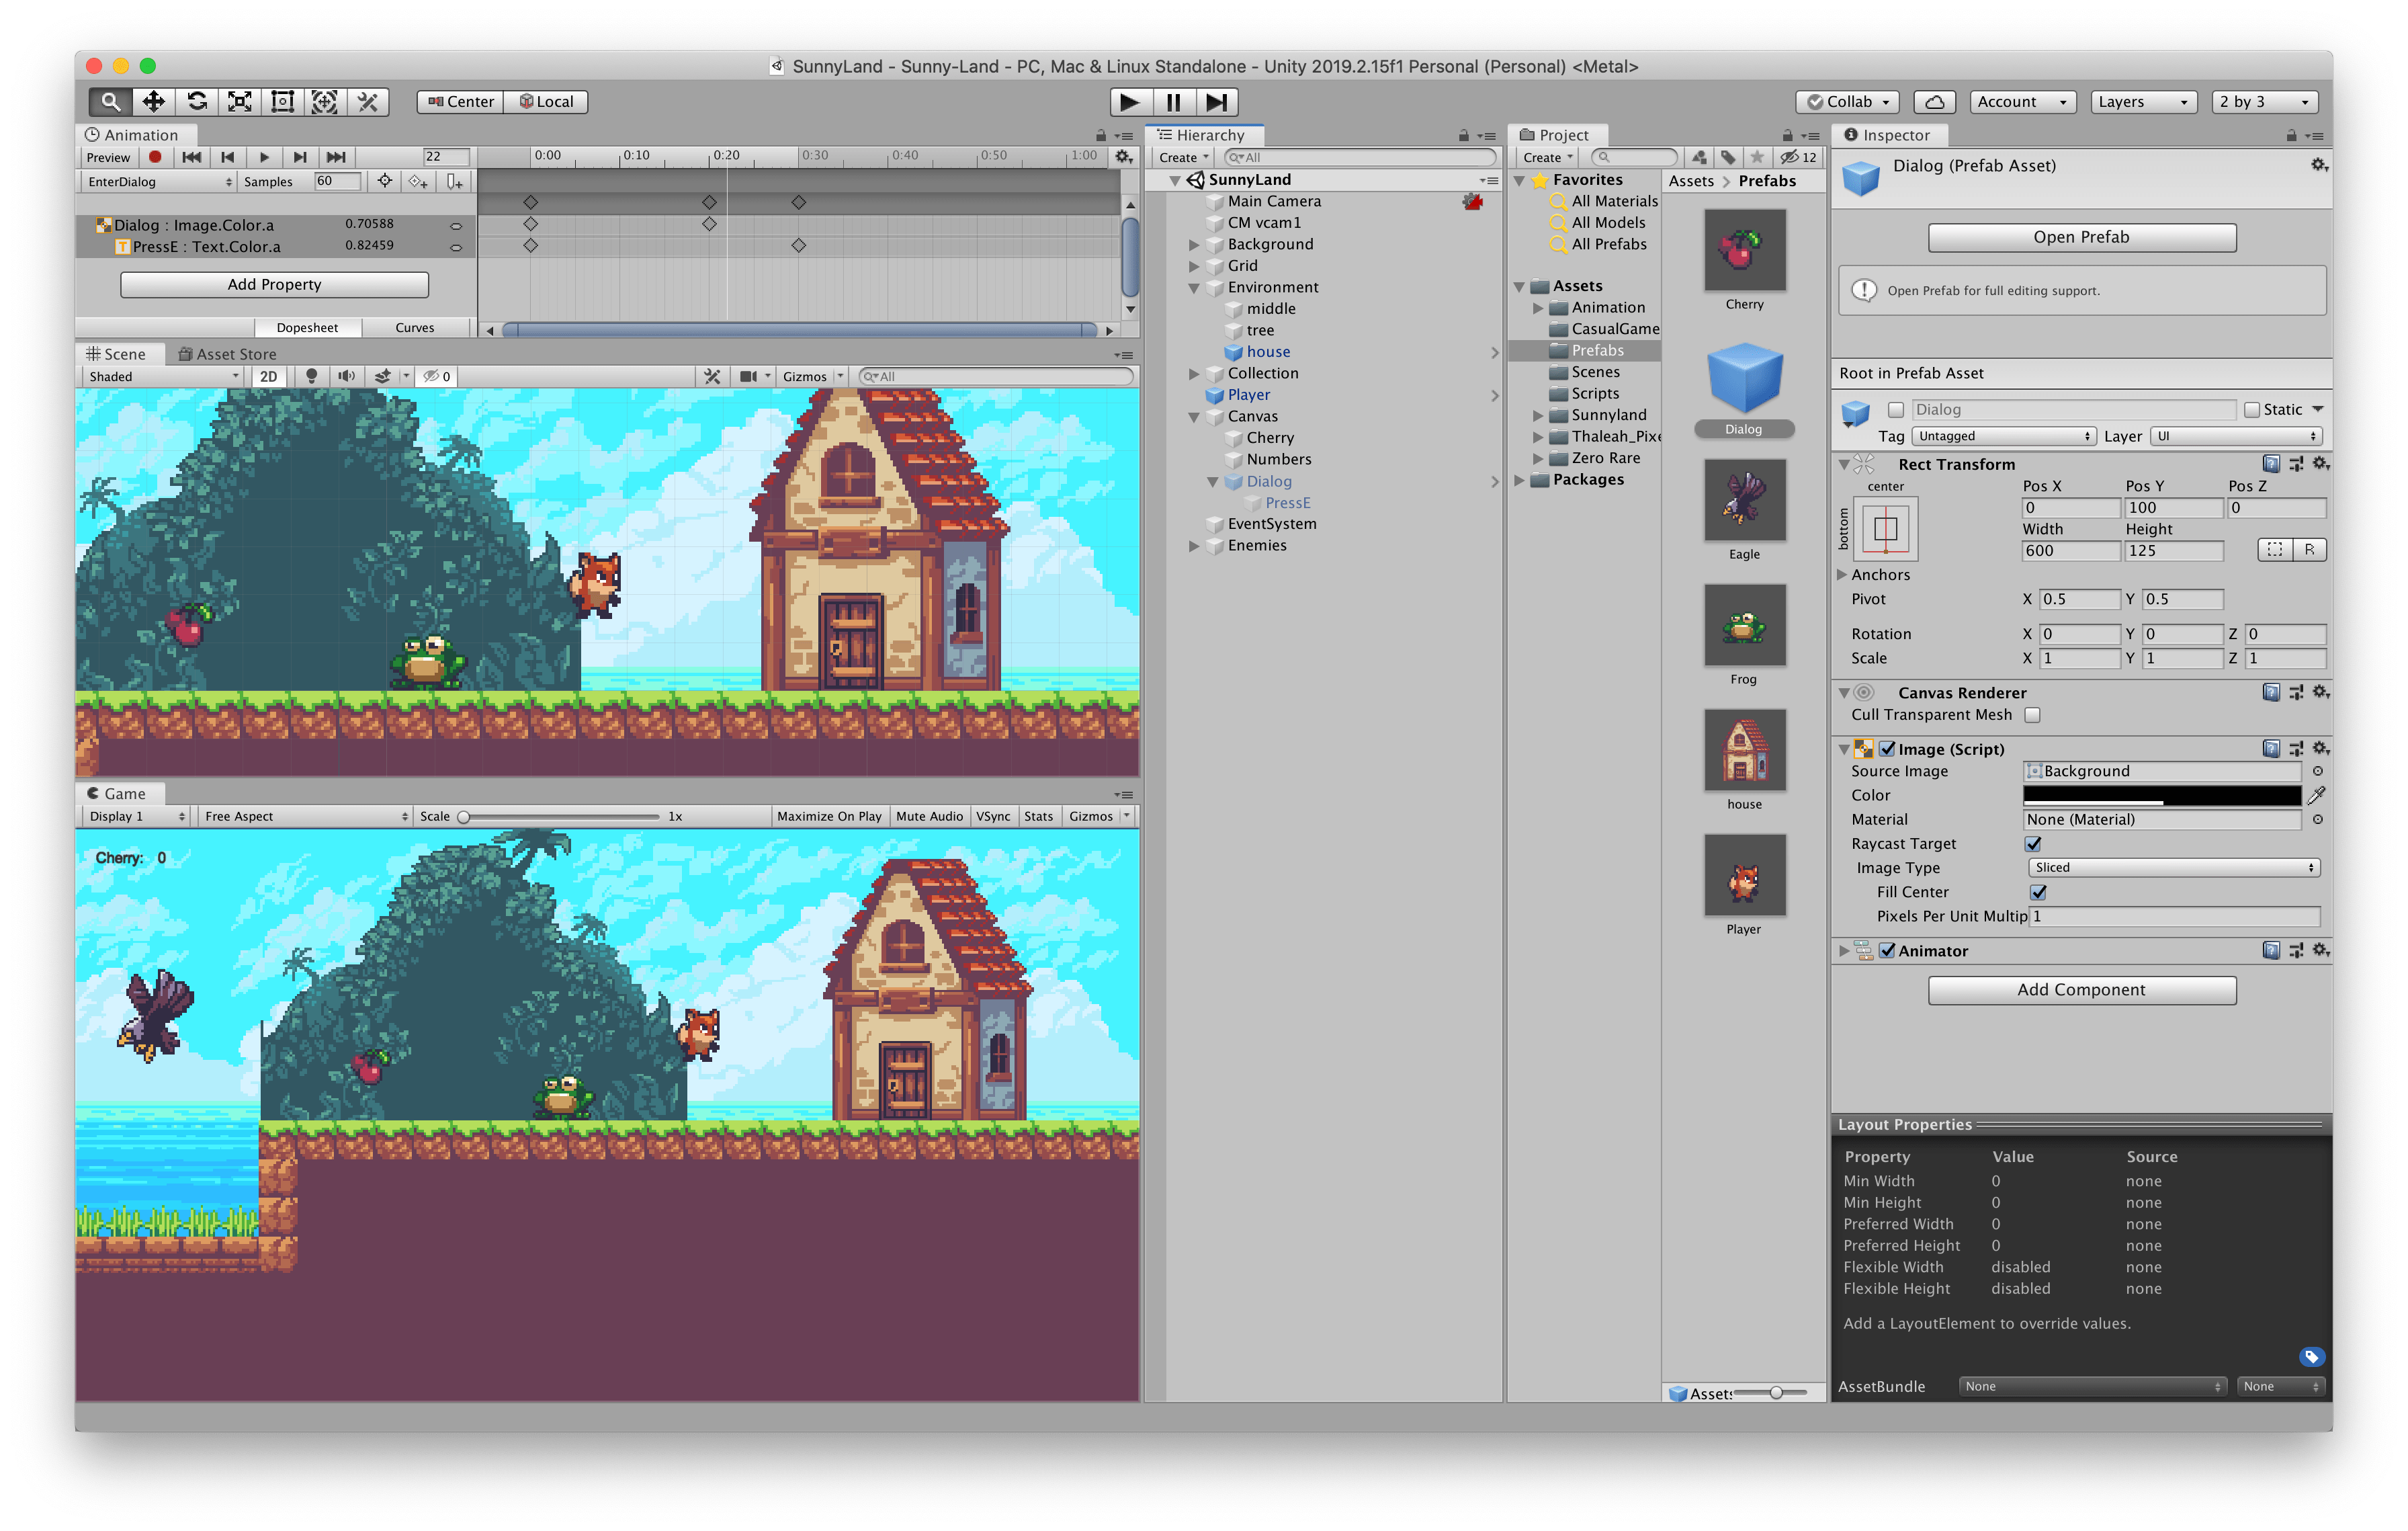 SunnyLand - Sunny-Land - PC, Mac & Linux Standalone - Unity 2019.2.15f1 Personal (Personal) <Metal>
Center Local Collab Account Layers 2 by 3
Animation
Preview 22 0:00 0:10 0:20 0:30 0:40 0:50 1:00
EnterDialog Samples 60
Dialog : Image.Color.a 0.70588
PressE : Text.Color.a 0.82459
Add Property
Dopesheet Curves
Scene Asset Store
Shaded 2D 0 Gizmos All
Game
Display 1 Free Aspect Scale 1x Maximize On Play Mute Audio VSync Stats Gizmos
Cherry: 0
Hierarchy
Create All
SunnyLand
Main Camera
CM vcam1
Background
Grid
Environment
middle
tree
house
Collection
Player
Canvas
Cherry
Numbers
Dialog
PressE
EventSystem
Enemies
Project
Create 12
Favorites
All Materials
All Models
All Prefabs
Assets
Animation
CasualGame
Prefabs
Scenes
Scripts
Sunnyland
Thaleah_Pixe
Zero Rare
Packages
Assets > Prefabs
Cherry
Dialog
Eagle
Frog
house
Player
Assets
Inspector
Dialog (Prefab Asset)
Open Prefab
Open Prefab for full editing support.
Root in Prefab Asset
Dialog Static
Tag Untagged Layer UI
Rect Transform
center Pos X Pos Y Pos Z
bottom
0 100 0
Width Height
600 125 R
Anchors
Pivot X 0.5 Y 0.5
Rotation X 0 Y 0 Z 0
Scale X 1 Y 1 Z 1
Canvas Renderer
Cull Transparent Mesh
Image (Script)
Source Image Background
Color
Material None (Material)
Raycast Target
Image Type Sliced
Fill Center
Pixels Per Unit Multip 1
Animator
Add Component
Layout Properties
Property Value Source
Min Width 0 none
Min Height 0 none
Preferred Width 0 none
Preferred Height 0 none
Flexible Width disabled none
Flexible Height disabled none
Add a LayoutElement to override values.
AssetBundle None None